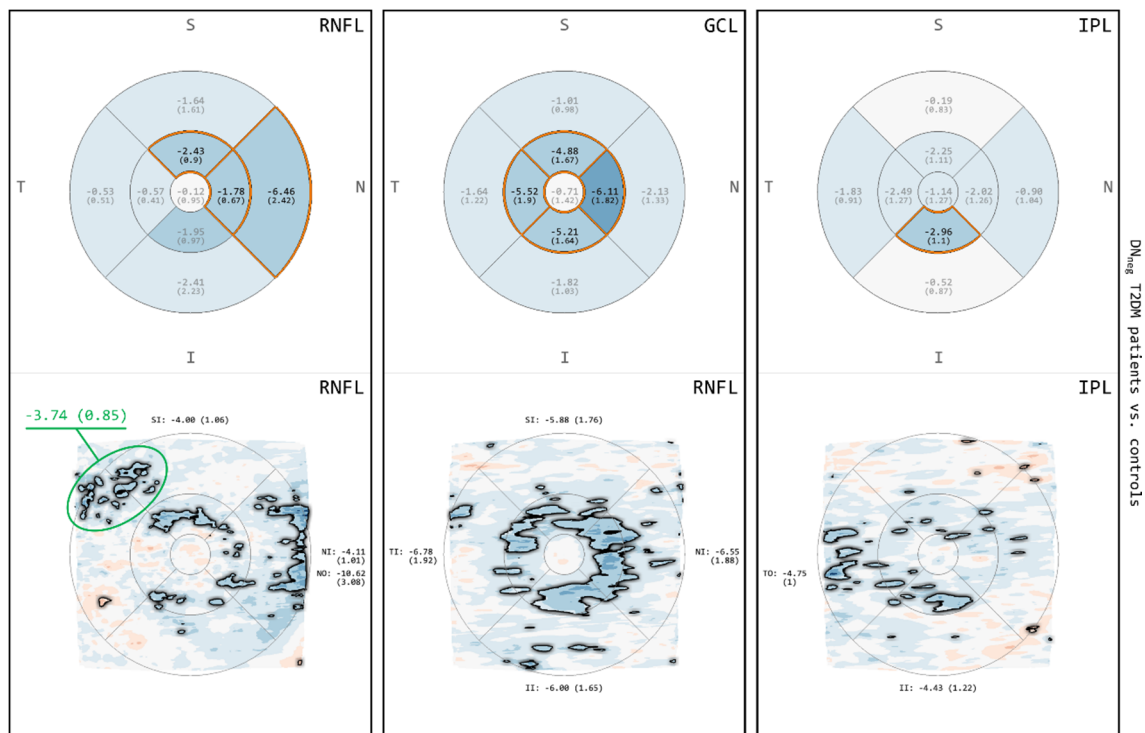 S
RNFL
-1.64
(1.61)
-2.43
(0.9)
T
-0.53
(0.51)
-0.57
(0.41)
-0.12
(0.95)
-1.78
(0.67)
-6.46
(2.42)
N
-1.95
(0.97)
-2.41
(2.23)
I
S
GCL
-1.01
(0.98)
-4.88
(1.67)
T
-1.64
(1.22)
-5.52
(1.9)
-0.71
(1.42)
-6.11
(1.82)
-2.13
(1.33)
N
-5.21
(1.64)
-1.82
(1.03)
I
S
IPL
-0.19
(0.83)
-2.25
(1.11)
T
-1.83
(0.91)
-2.49
(1.27)
-1.14
(1.27)
-2.02
(1.26)
-0.90
(1.04)
N
-2.96
(1.1)
-0.52
(0.87)
I
RNFL
-3.74 (0.85)
SI: -4.00 (1.06)
NI: -4.11
(1.01)
NO: -10.62
(3.08)
RNFL
SI: -5.88 (1.76)
TI: -6.78
(1.92)
NI: -6.55
(1.88)
II: -6.00 (1.65)
IPL
TO: -4.75
(1)
II: -4.43 (1.22)
DNneg T2DM patients vs. controls